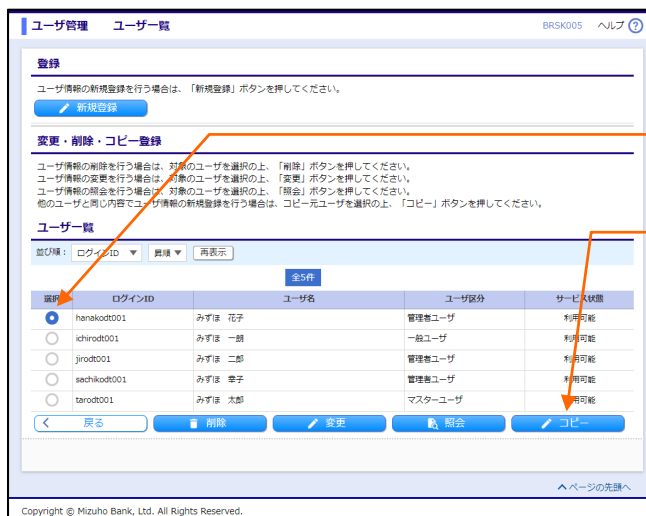 ユーザ管理　ユーザ一覧　BRSK005　ヘルプ ?
登録
ユーザ情報の新規登録を行う場合は、「新規登録」ボタンを押してください。
新規登録
変更・削除・コピー登録
ユーザ情報の削除を行う場合は、対象のユーザを選択の上、「削除」ボタンを押してください。
ユーザ情報の変更を行う場合は、対象のユーザを選択の上、「変更」ボタンを押してください。
ユーザ情報の照会を行う場合は、対象のユーザを選択の上、「照会」ボタンを押してください。
他のユーザと同じ内容でユーザ情報の新規登録を行う場合は、コピー元ユーザを選択の上、「コピー」ボタンを押してください。
ユーザ一覧
並び順： ログインID ▼ 昇順 ▼ 再表示
全5件
選択 ログインID ユーザ名 ユーザ区分 サービス状態
hanakodt001 みずほ 花子 管理者ユーザ 利用可能
ichirodt001 みずほ 一朗 一般ユーザ 利用可能
jirodt001 みずほ 二郎 管理者ユーザ 利用可能
sachikodt001 みずほ 幸子 管理者ユーザ 利用可能
tarodt001 みずほ 太郎 マスターユーザ 利用可能
戻る 削除 変更 照会 コピー
ページの先頭へ
Copyright © Mizuho Bank, Ltd. All Rights Reserved.